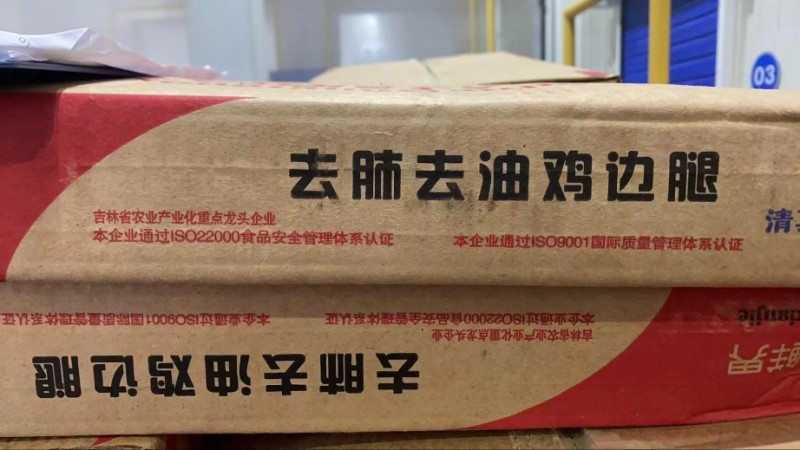 03
去肺去油鸡边腿
吉林省农业产业化重点龙头企业
本企业通过ISO22000食品安全管理体系认证
本企业通过ISO9001国际质量管理体系认证
清
本企业通过ISO9001国际质量管理体系认证
本企业通过ISO22000食品安全管理体系认证
吉林省农业产业化重点龙头企业
去肺去油鸡边腿
danjie